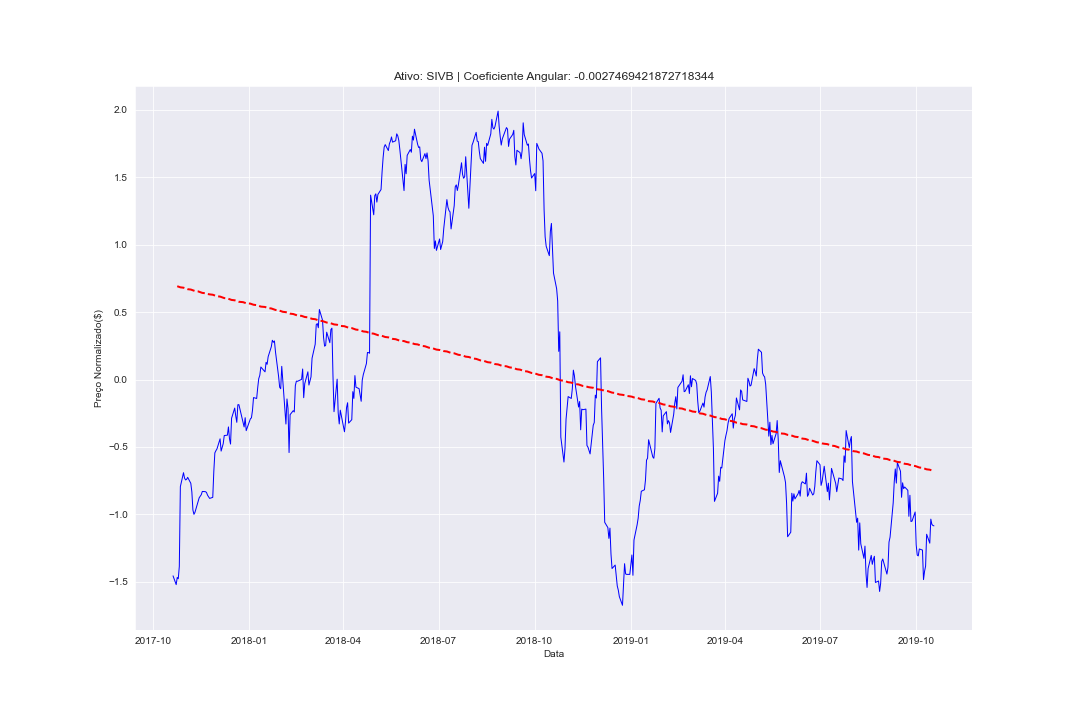 Ativo: SIVB | Coeficiente Angular: -0.0027469421872718344
Preço Normalizado($)
2.0
1.5
1.0
0.5
0.0
−0.5
−1.0
−1.5
2017-10 2018-01 2018-04 2018-07 2018-10 2019-01 2019-04 2019-07 2019-10
Data